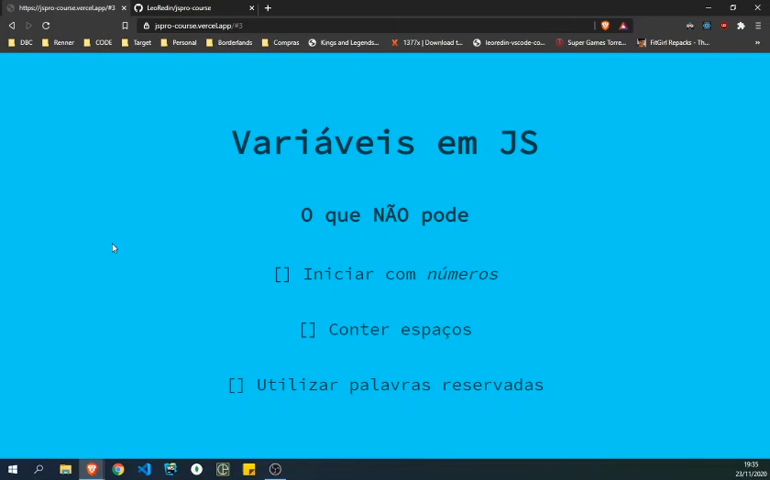 https://jspro-course.vercel.app/#3
LeoRedin/jspro-course
jspro-course.vercel.app/#3
DBC
Renner
CODE
Target
Personal
Borderlands
Compras
Kings and Legends...
1377x | Download t...
leoredin-vscode-co...
Super Games Torre...
FitGirl Repacks - Th...
»
Variáveis em JS
O que NÃO pode
[] Iniciar com números
[] Conter espaços
[] Utilizar palavras reservadas
19:35
23/11/2020